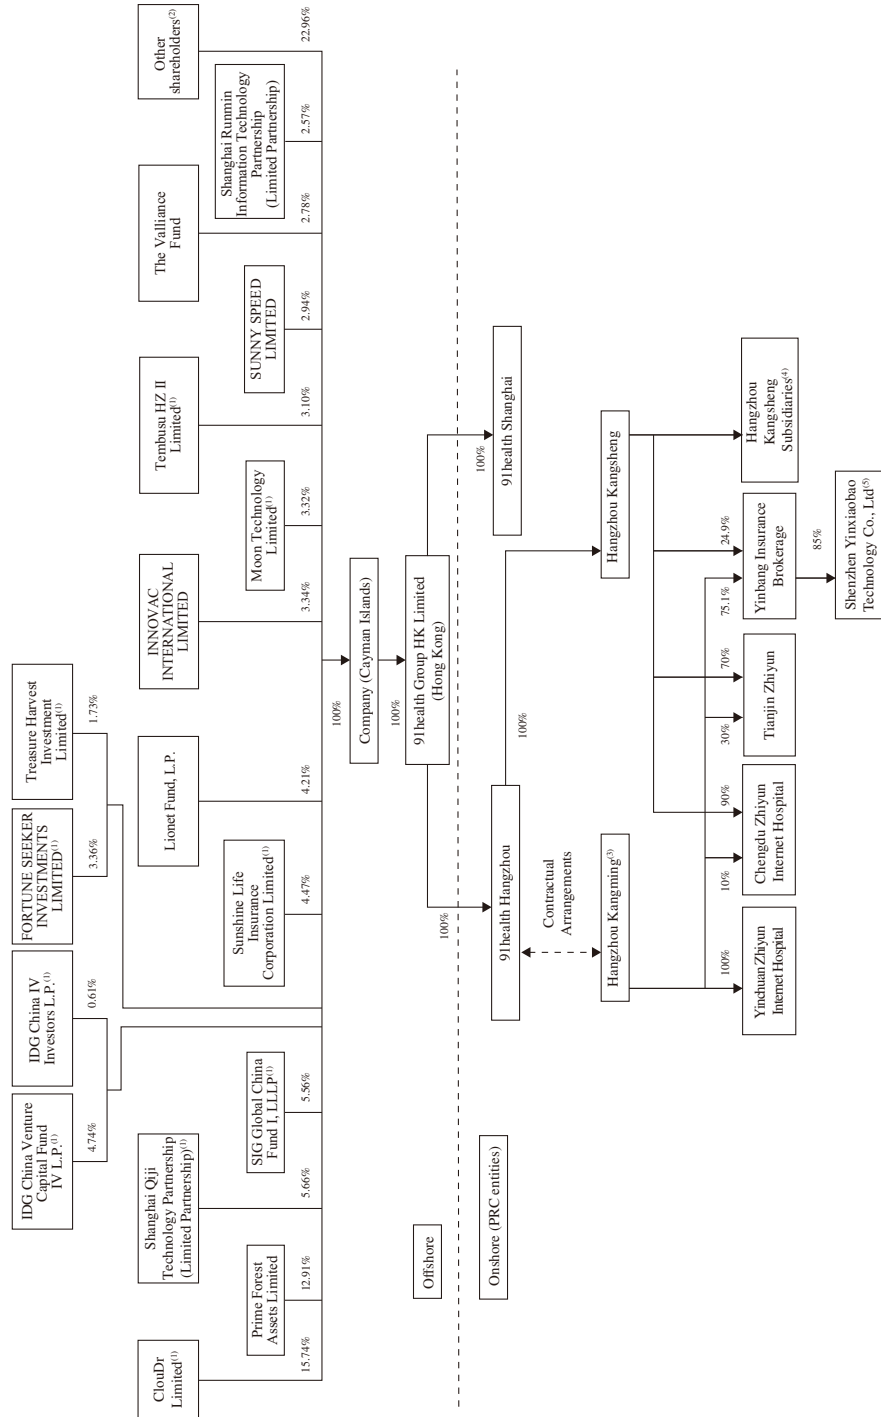 IDG China Venture
Capital Fund
IV L.P.(1)
IDG China IV
Investors L.P.(1)
FORTUNE SEEKER
INVESTMENTS
LIMITED(1)
Treasure Harvest
Investment
Limited(1)
4.74%
0.61%
3.36%
1.73%
ClouDr
Limited(1)
Shanghai Qiji
Technology Partnership
(Limited Partnership)(1)
Lionet Fund, L.P.
INNOVAC
INTERNATIONAL
LIMITED
Tembusu HZ II
Limited(1)
The Valliance
Fund
Other
shareholders(2)
Prime Forest
Assets Limited
SIG Global China
Fund I, LLLP(1)
Sunshine Life
Insurance
Corporation Limited(1)
Moon Technology
Limited(1)
SUNNY SPEED
LIMITED
Shanghai Runmin
Information Technology
Partnership
(Limited Partnership)
15.74%
12.91%
5.66%
5.56%
4.47%
4.21%
3.34%
3.32%
3.10%
2.94%
2.78%
2.57%
22.96%
100%
Company (Cayman Islands)
100%
91health Group HK Limited
(Hong Kong)
Offshore
Onshore (PRC entities)
100%
100%
91health Hangzhou
91health Shanghai
Contractual
Arrangements
100%
Hangzhou Kangming(3)
Hangzhou Kangsheng
100%
10%
90%
30%
70%
75.1%
24.9%
Yinchuan Zhiyun
Internet Hospital
Chengdu Zhiyun
Internet Hospital
Tianjin Zhiyun
Yinbang Insurance
Brokerage
Hangzhou
Kangsheng
Subsidiaries(4)
85%
Shenzhen Yinxiaobao
Technology Co., Ltd(5)